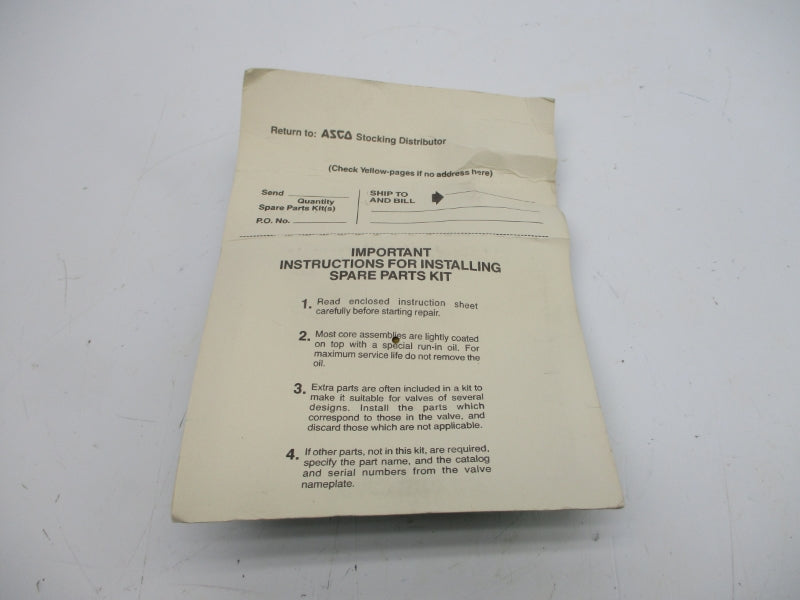 Return to: ASCO Stocking Distributor
(Check Yellow-pages if no address here)
Send
Quantity
Spare Parts Kit(s)
P.O. No.
SHIP TO
AND BILL
IMPORTANT
INSTRUCTIONS FOR INSTALLING
SPARE PARTS KIT
1. Read enclosed instruction sheet
carefully before starting repair.
2. Most core assemblies are lightly coated
on top with a special run-in oil. For
maximum service life do not remove the
oil.
3. Extra parts are often included in a kit to
make it suitable for valves of several
designs. Install the parts which
correspond to those in the valve, and
discard those which are not applicable.
4. If other parts, not in this kit, are required,
specify the part name, and the catalog
and serial numbers from the valve
nameplate.